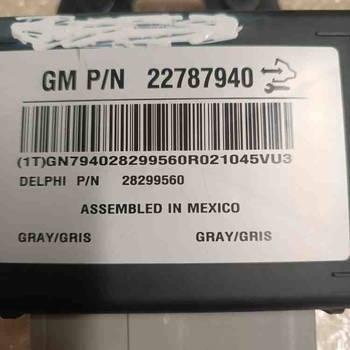 GM P/N 22787940
(1T)GN794028299560R021045VU3
DELPHI P/N 28299560
ASSEMBLED IN MEXICO
GRAY/GRIS GRAY/GRIS